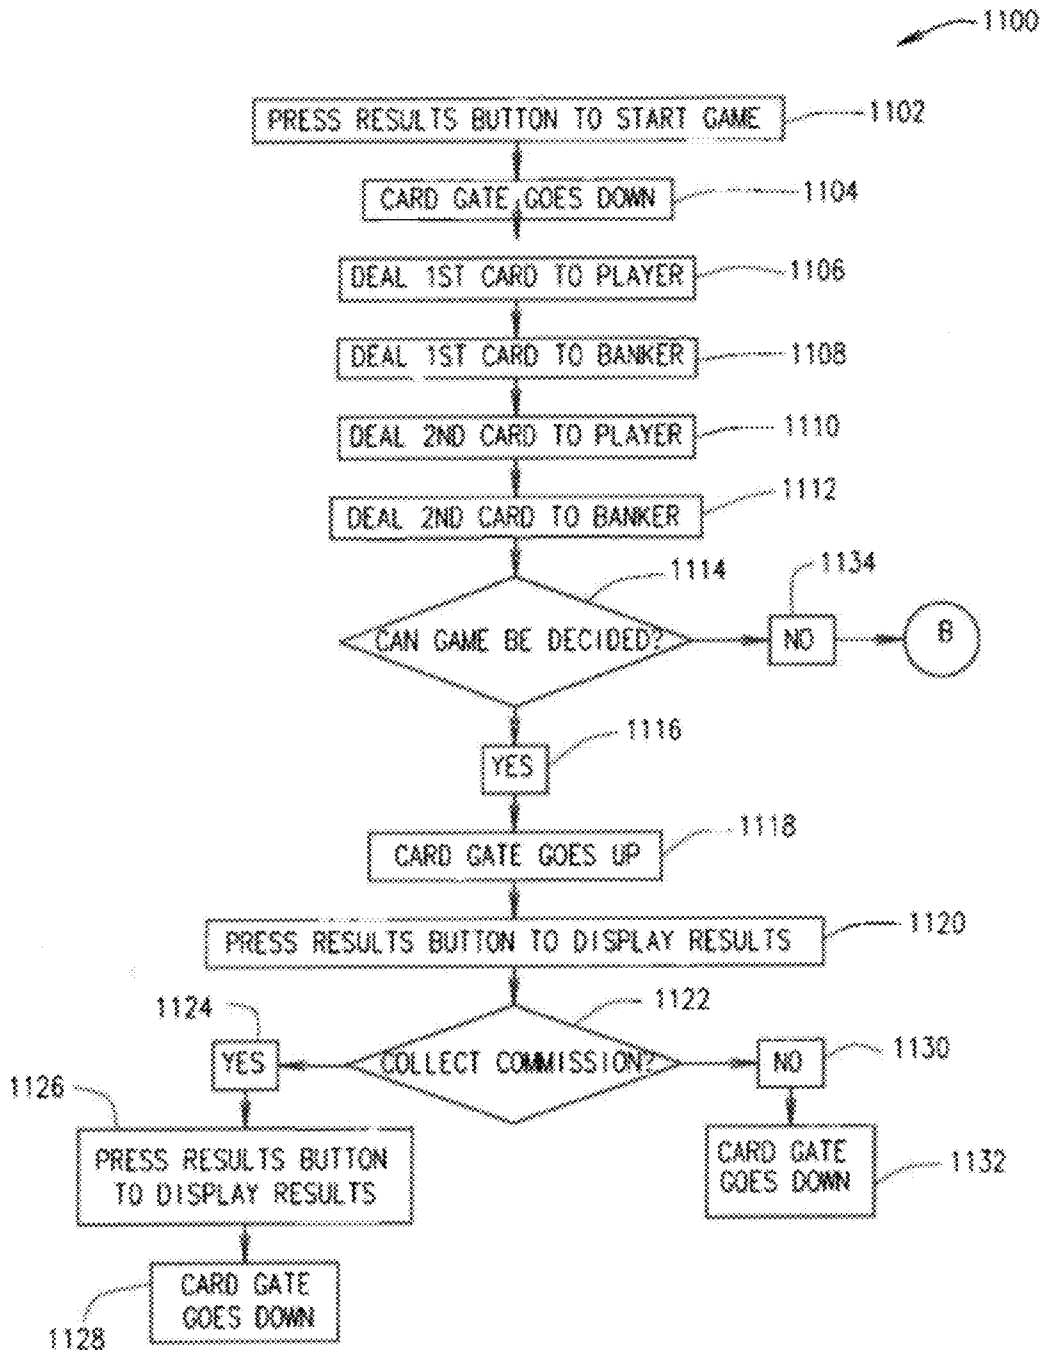 1100
PRESS RESULTS BUTTON TO START GAME
1102
CARD GATE GOES DOWN
1104
DEAL 1ST CARD TO PLAYER
1106
DEAL 1ST CARD TO BANKER
1108
DEAL 2ND CARD TO PLAYER
1110
DEAL 2ND CARD TO BANKER
1112
1114
1134
CAN GAME BE DECIDED?
NO
B
1116
YES
1118
CARD GATE GOES UP
1120
PRESS RESULTS BUTTON TO DISPLAY RESULTS
1124
1122
YES
COLLECT COMMISSION?
NO
1130
1126
PRESS RESULTS BUTTON
TO DISPLAY RESULTS
CARD GATE
GOES DOWN
1132
CARD GATE
GOES DOWN
1128